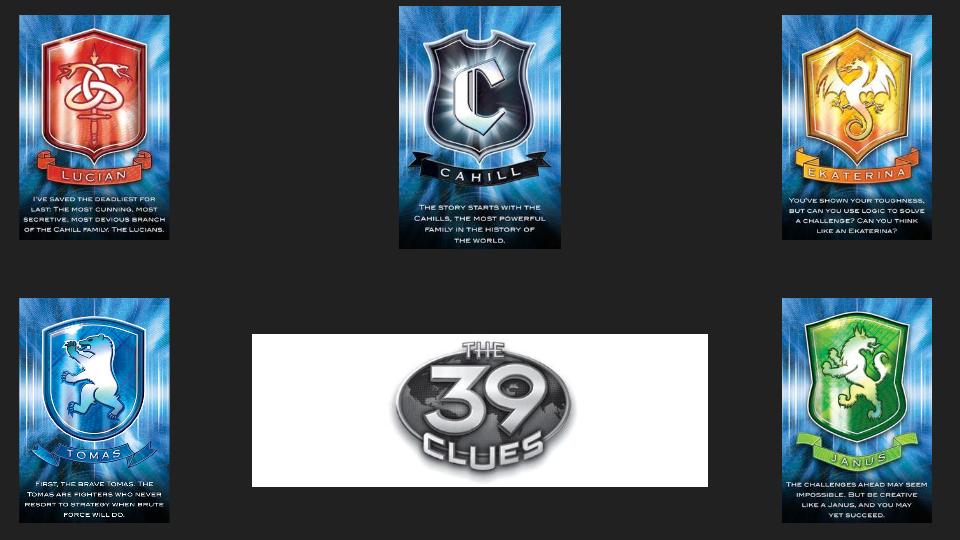 LUCIAN
I'VE SAVED THE DEADLIEST FOR
LAST: THE MOST CUNNING, MOST
SECRETIVE, MOST DEVIOUS BRANCH
OF THE CAHILL FAMILY. THE LUCIANS.
C
CAHILL
THE STORY STARTS WITH THE
CAHILLS, THE MOST POWERFUL
FAMILY IN THE HISTORY OF
THE WORLD.
EKATERINA
YOU'VE SHOWN YOUR TOUGHNESS,
BUT CAN YOU USE LOGIC TO SOLVE
A CHALLENGE? CAN YOU THINK
LIKE AN EKATERINA?
TOMAS
FIRST, THE BRAVE TOMAS. THE
TOMAS ARE FIGHTERS WHO NEVER
RESORT TO STRATEGY WHEN BRUTE
FORCE WILL DO.
THE
39
CLUES
JANUS
THE CHALLENGES AHEAD MAY SEEM
IMPOSSIBLE. BUT BE CREATIVE
LIKE A JANUS, AND YOU MAY
YET SUCCEED.